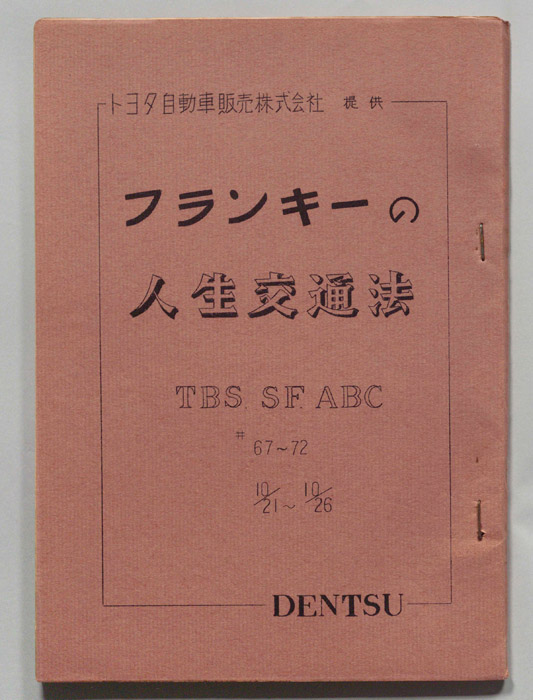 トヨタ自動車販売株式会社 提供
フランキーの
人生交通法
TBS. SF. ABC
# 67~72
10/21~ 10/26
DENTSU